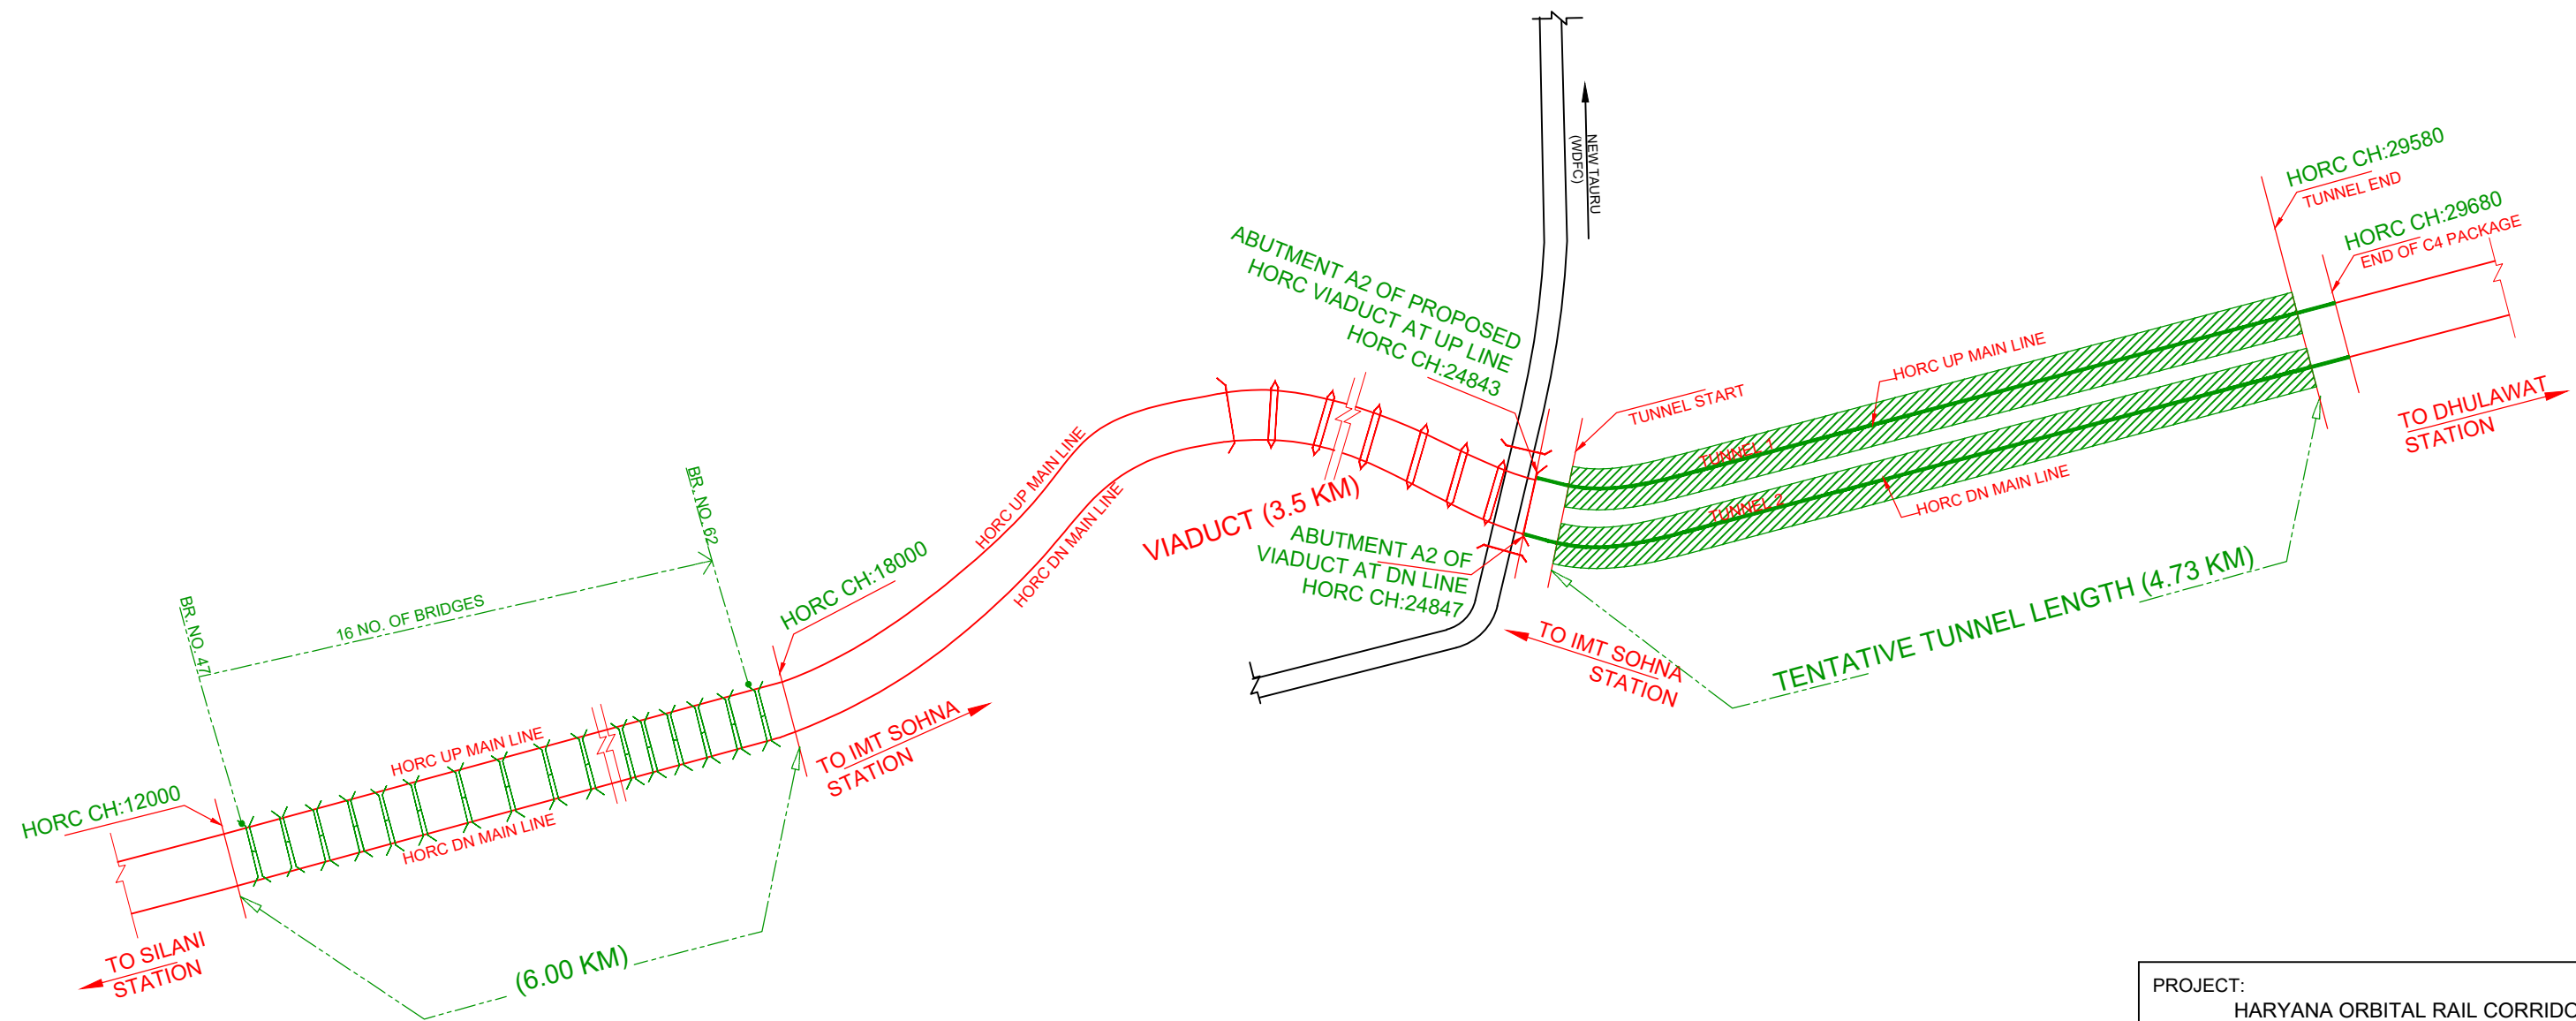 HORC CH:12000
TO SILANI
STATION
BR. NO. 47
16 NO. OF BRIDGES
BR. NO. 62
HORC UP MAIN LINE
HORC DN MAIN LINE
(6.00 KM)
HORC CH:18000
TO IMT SOHNA
STATION
HORC UP MAIN LINE
HORC DN MAIN LINE
VIADUCT (3.5 KM)
ABUTMENT A2 OF PROPOSED
HORC VIADUCT AT UP LINE
HORC CH:24843
ABUTMENT A2 OF
VIADUCT AT DN LINE
HORC CH:24847
NEW TAURU
(WDFC)
TO IMT SOHNA
STATION
TUNNEL START
TUNNEL 1
TUNNEL 2
HORC UP MAIN LINE
HORC DN MAIN LINE
TENTATIVE TUNNEL LENGTH (4.73 KM)
HORC CH:29580
TUNNEL END
HORC CH:29680
END OF C4 PACKAGE
TO DHULAWAT
STATION
PROJECT:
HARYANA ORBITAL RAIL CORRIDO